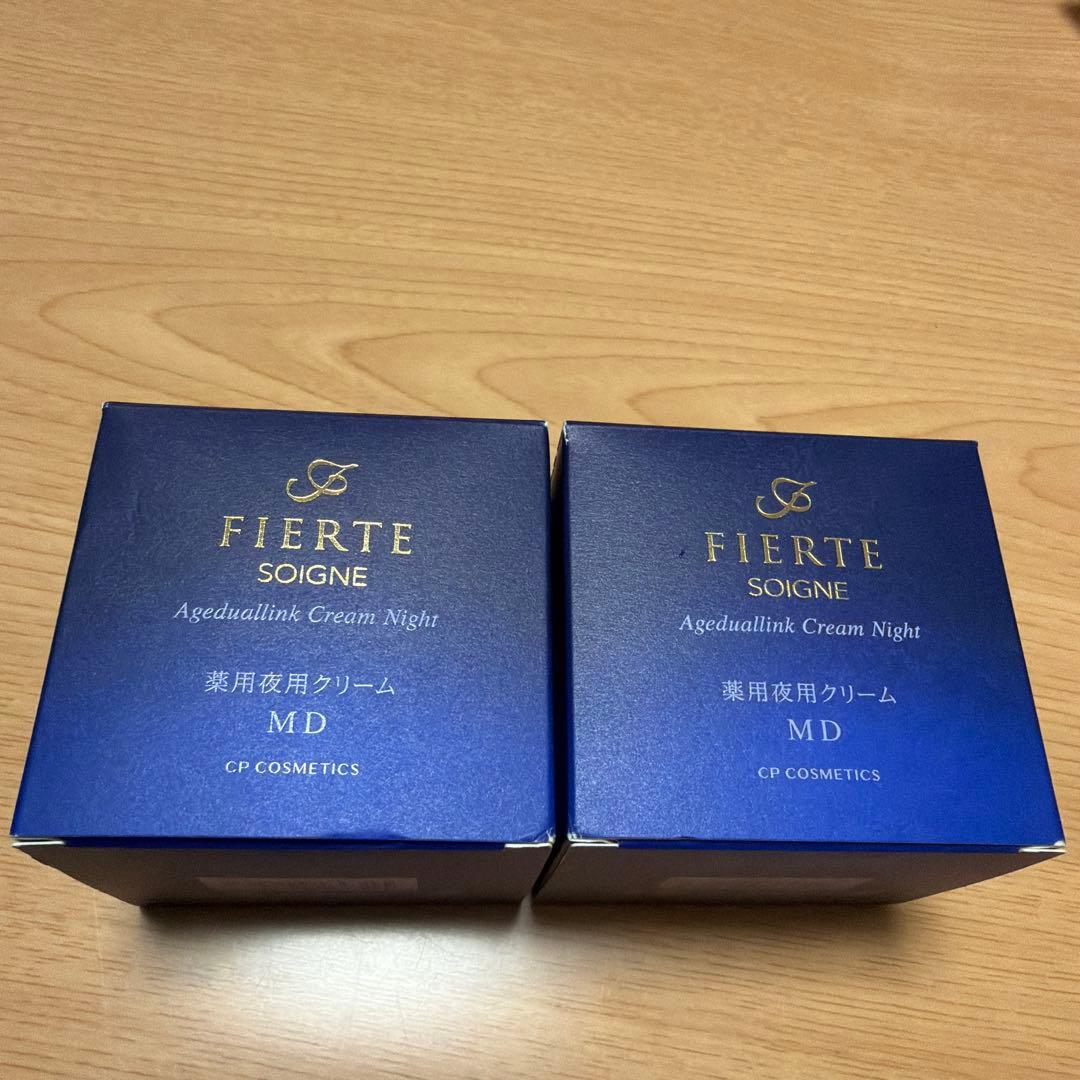 FIERTE
SOIGNE
Ageduallink Cream Night
薬用夜用クリーム
MD
CP COSMETICS
FIERTE
SOIGNE
Ageduallink Cream Night
薬用夜用クリーム
MD
CP COSMETICS